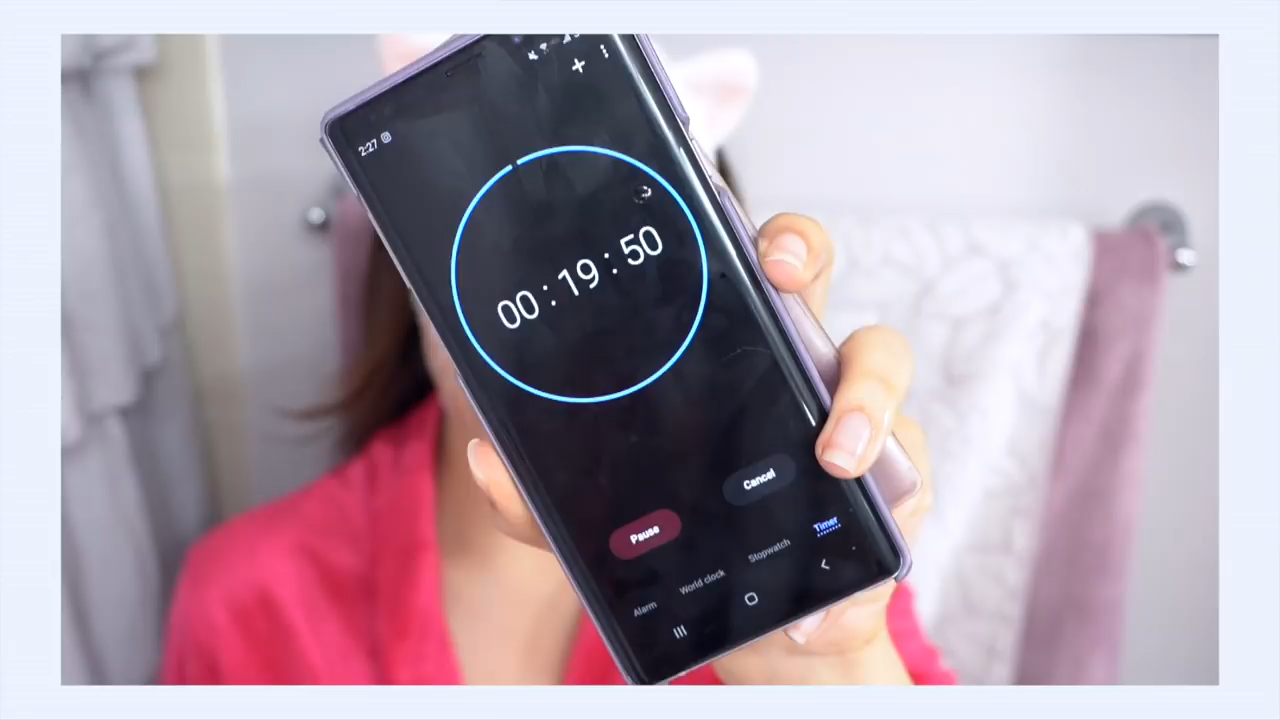 2:27
00 : 19 : 50
Pause
Cancel
Alarm
World clock
Stopwatch
Timer